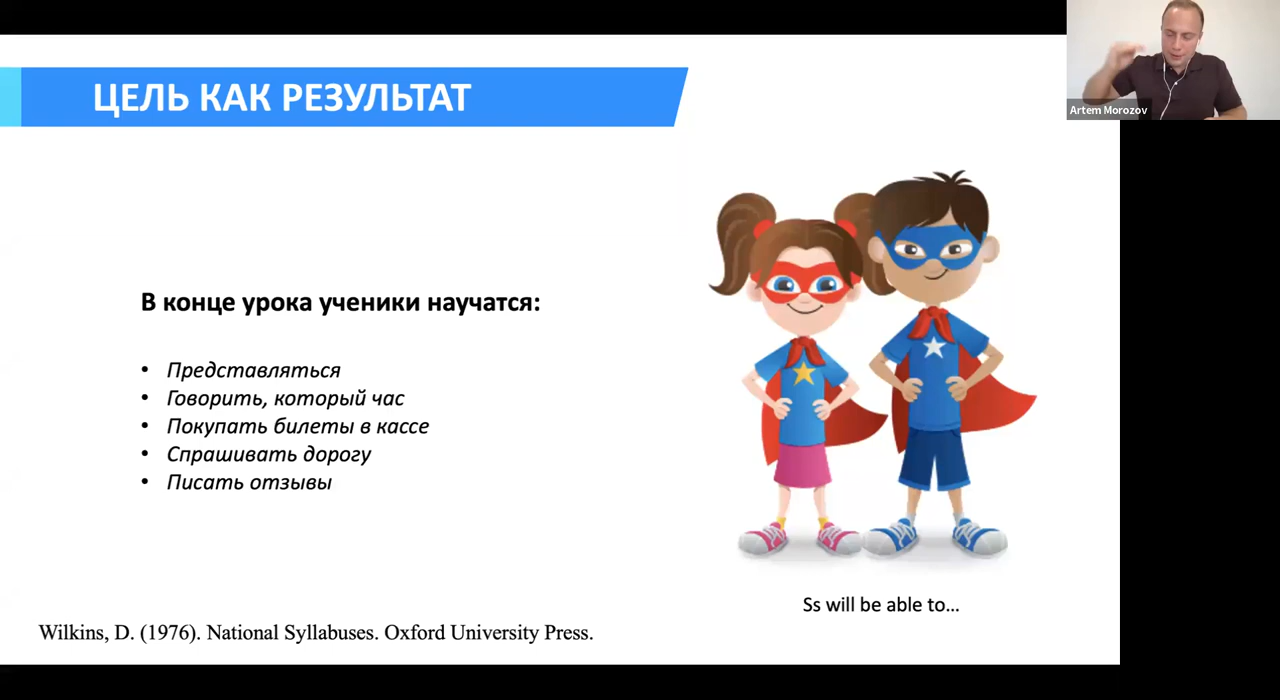 ЦЕЛЬ КАК РЕЗУЛЬТАТ
Artem Morozov
В конце урока ученики научатся:
• Представляться
• Говорить, который час
• Покупать билеты в кассе
• Спрашивать дорогу
• Писать отзывы
Ss will be able to...
Wilkins, D. (1976). National Syllabuses. Oxford University Press.